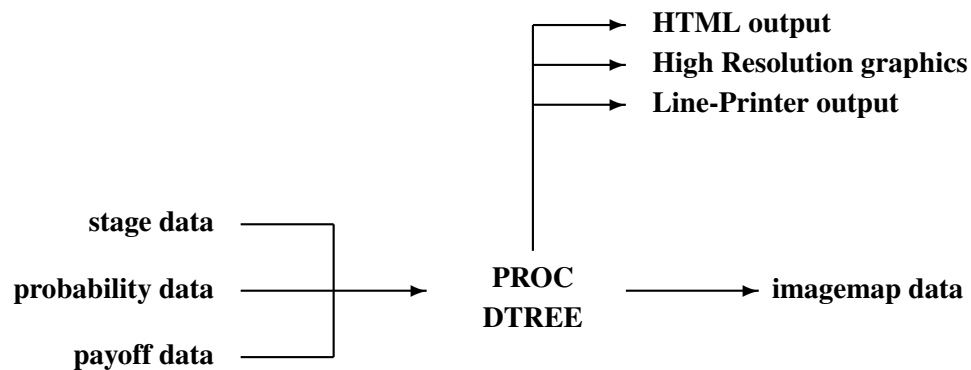 HTML output
High Resolution graphics
Line-Printer output
stage data
probability data
payoff data
PROC
DTREE
imagemap data